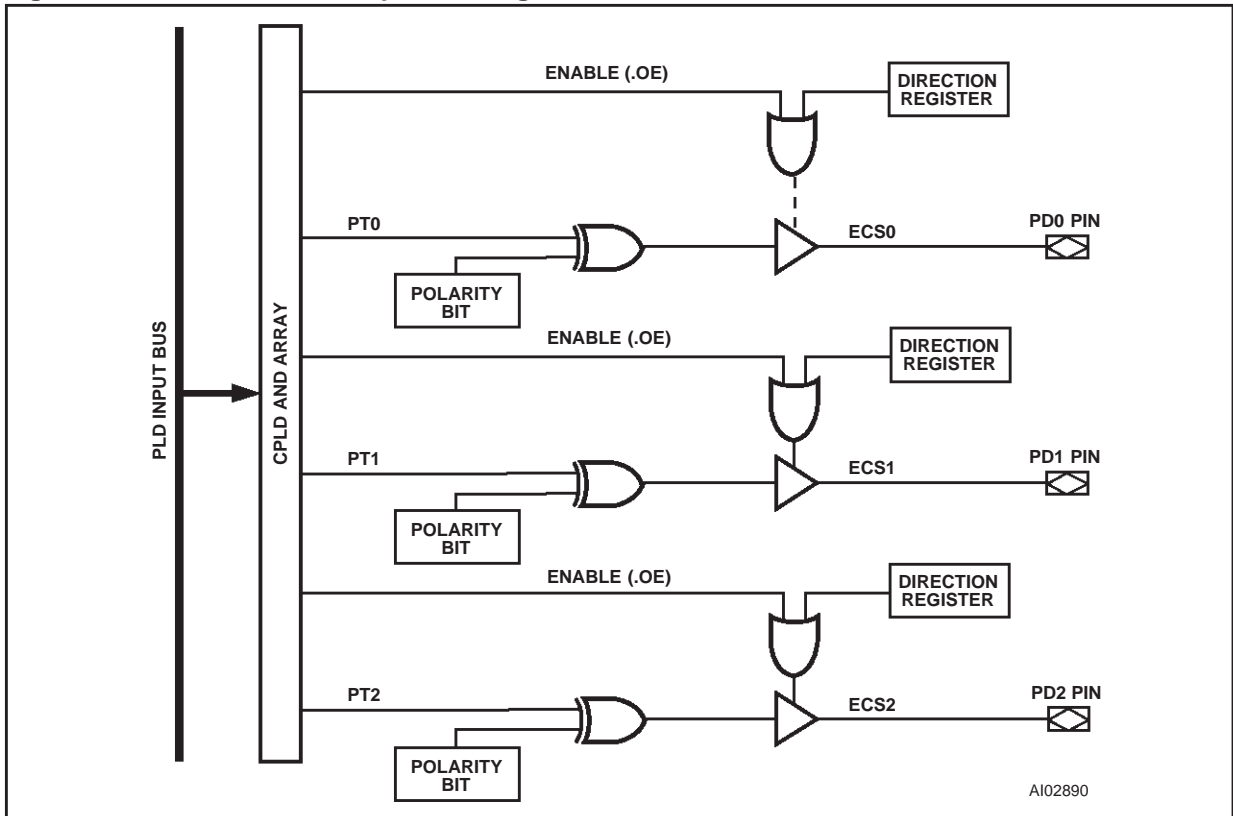 ENABLE (.OE)
DIRECTION
REGISTER
PT0
ECS0
PD0 PIN
POLARITY
BIT
ENABLE (.OE)
DIRECTION
REGISTER
PLD INPUT BUS
CPLD AND ARRAY
PT1
ECS1
PD1 PIN
POLARITY
BIT
ENABLE (.OE)
DIRECTION
REGISTER
PT2
ECS2
PD2 PIN
POLARITY
BIT
AI02890